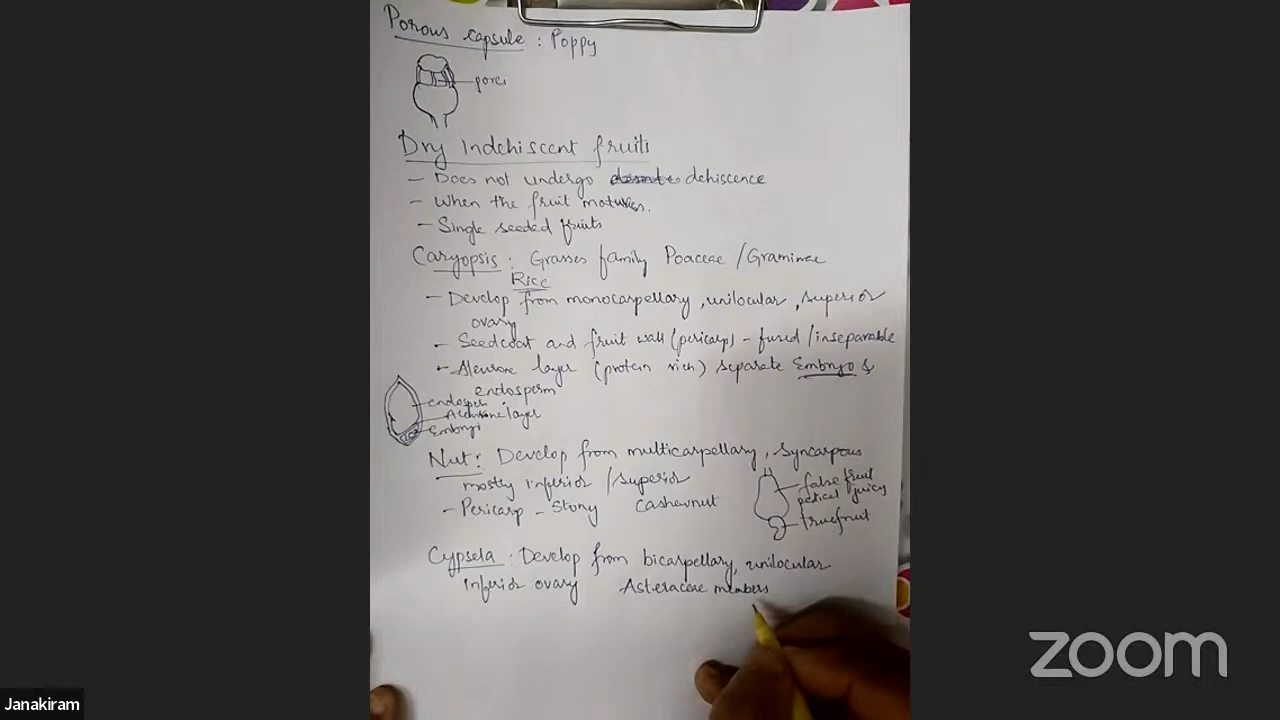 Porous capsule : Poppy
pores
Dry Indehiscent fruits
- Does not undergo dehiscence
- When the fruit matures.
- Single seeded fruits
Caryopsis : Grasses family Poaceae / Graminae
Rice
- Develop from monocarpellary, unilocular, superior
ovary
- Seedcoat and fruit wall (pericarp) - fused / inseparable
- Aleurone layer (protein rich) separate Embryo &
endosperm
endosperm
Aleurone layer
Embryo
Nut : Develop from multicarpellary, syncarpous
mostly inferior / superior
false fruit
pedicel juicy
- Pericarp - Stony Cashewnut
truefruit
Cypsela : Develop from bicarpellary, unilocular
inferior ovary Asteraceae members
zoom
Janakiram